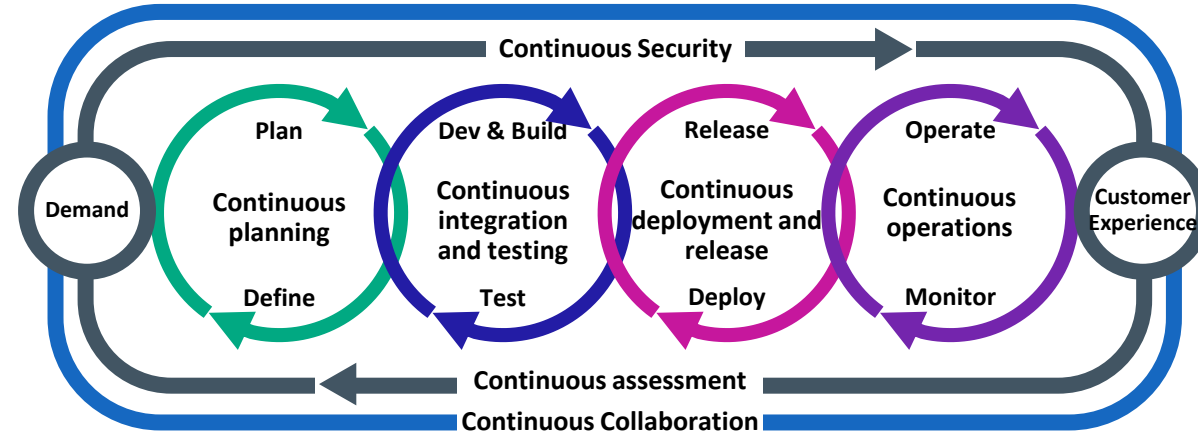 Continuous Security
Demand
Plan
Continuous
planning
Define
Dev & Build
Continuous
integration
and testing
Test
Release
Continuous
deployment and
release
Deploy
Operate
Continuous
operations
Monitor
Customer
Experience
Continuous assessment
Continuous Collaboration